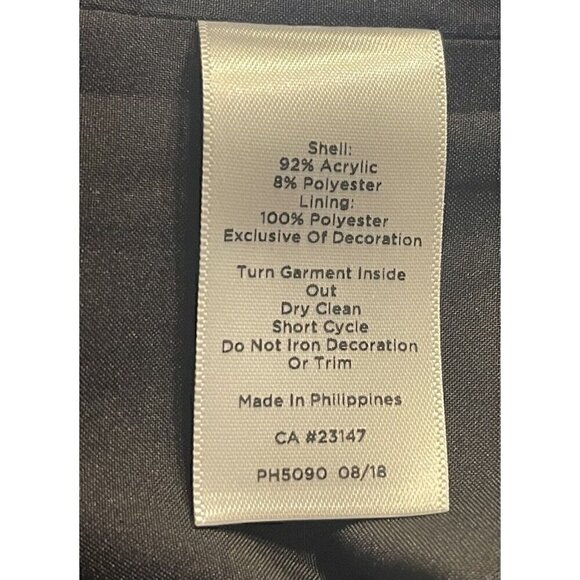 Shell:
92% Acrylic
8% Polyester
Lining:
100% Polyester
Exclusive Of Decoration
Turn Garment Inside
Out
Dry Clean
Short Cycle
Do Not Iron Decoration
Or Trim
Made In Philippines
CA #23147
PH5090 08/18